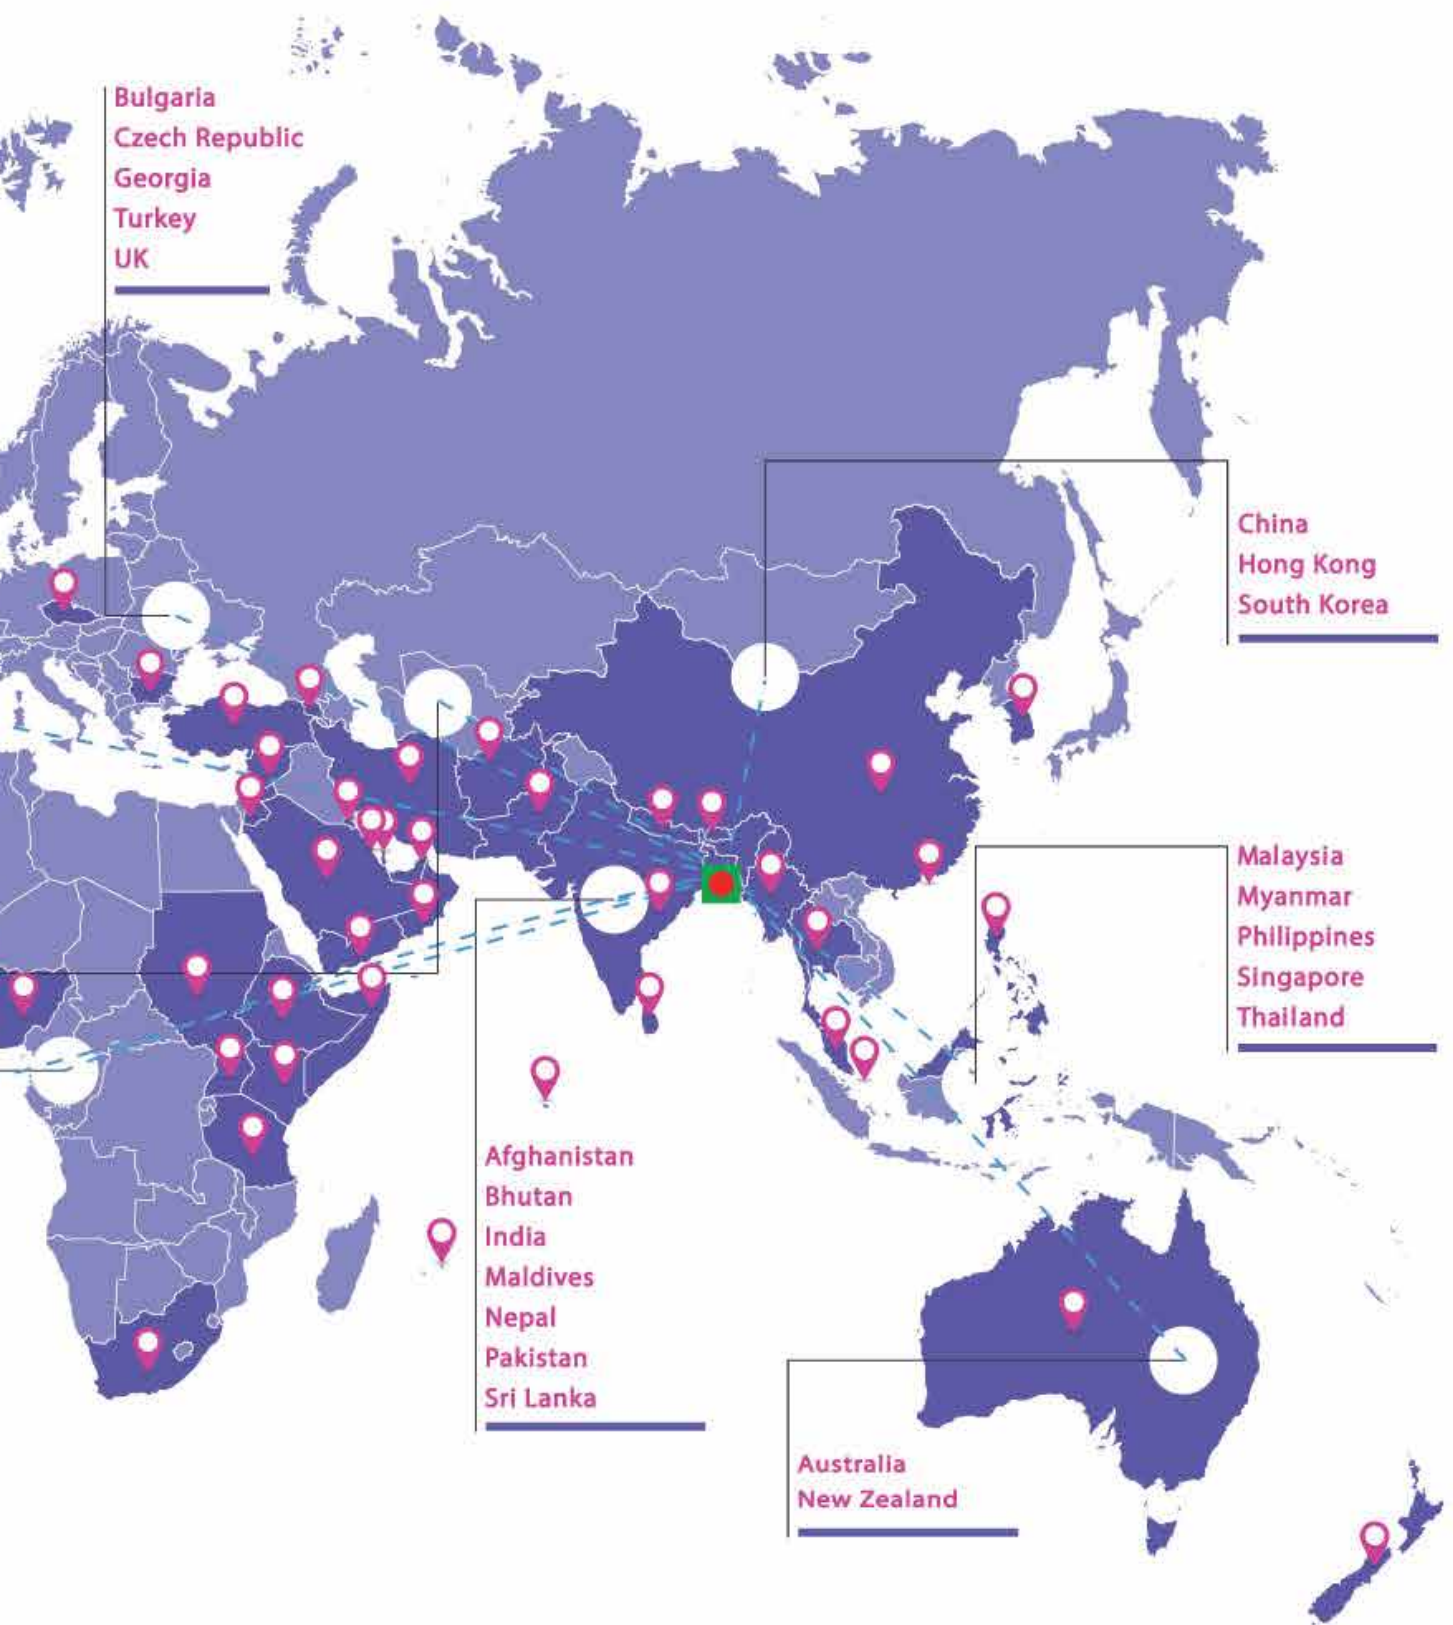 Bulgaria
Czech Republic
Georgia
Turkey
UK
China
Hong Kong
South Korea
Malaysia
Myanmar
Philippines
Singapore
Thailand
Afghanistan
Bhutan
India
Maldives
Nepal
Pakistan
Sri Lanka
Australia
New Zealand